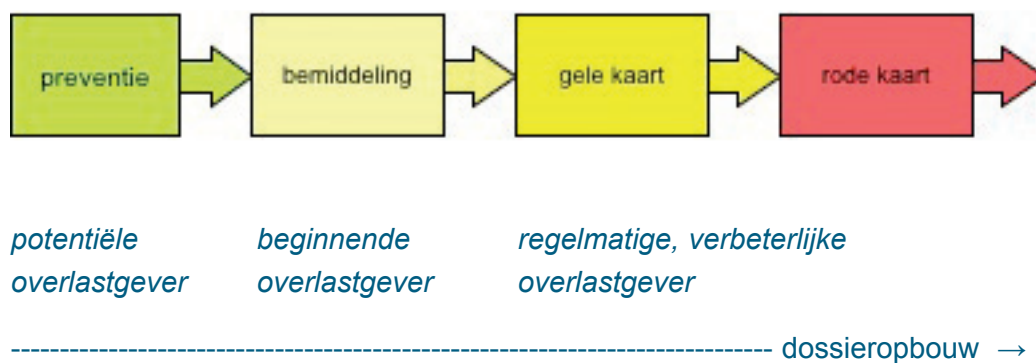 preventie bemiddeling gele kaart rode kaart
potentiële beginnende regelmatige, verbeterlijke
overlastgever overlastgever overlastgever
------------------------------------------------------------------------------ dossieropbouw →